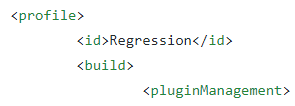 <profile>
<id>Regression</id>
<build>
<pluginManagement>